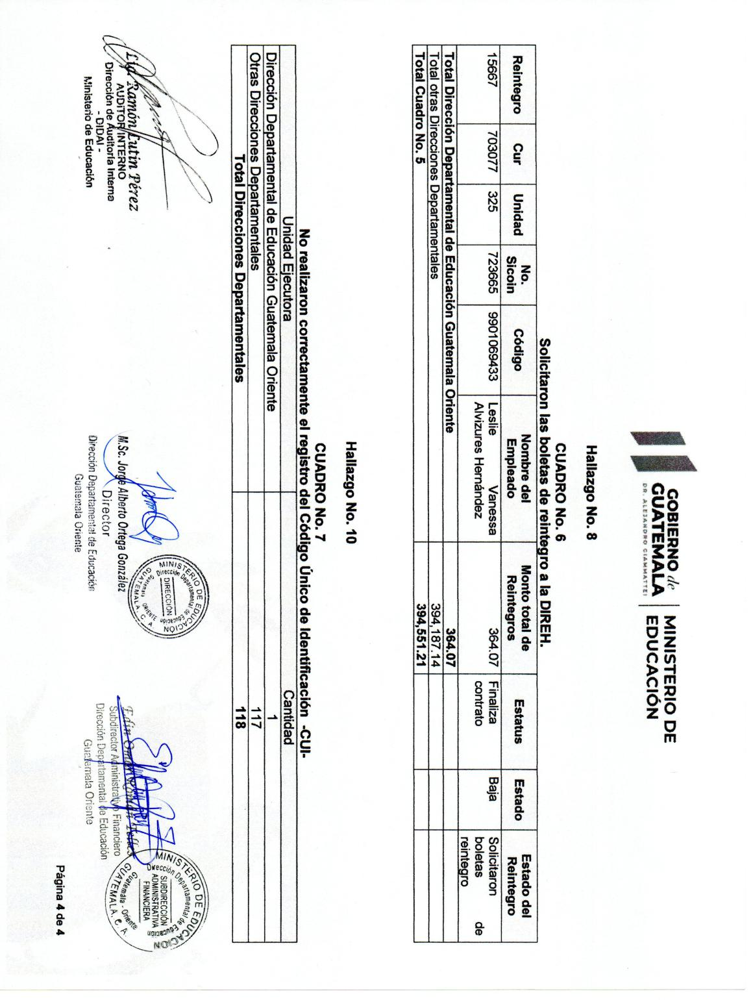 GOBIERNO de
GUATEMALA
DR. ALEJANDRO GIAMMATTEI
MINISTERIO DE
EDUCACIÓN
Hallazgo No. 8
CUADRO No. 6
Solicitaron las boletas de reintegro a la DIREH.
Reintegro Cur Unidad No. Sicoin Código Nombre del Empleado Monto total de Reintegros Estatus Estado Estado del Reintegro
15667 703077 325 723665 9901069433 Leslie Vanessa Alvizures Hernández 364.07 Finaliza contrato Baja Solicitaron boletas de reintegro
Total Dirección Departamental de Educación Guatemala Oriente 364.07
Total otras Direcciones Departamentales 394,187.14
Total Cuadro No. 5 394,551.21
Hallazgo No. 10
CUADRO No. 7
No realizaron correctamente el registro del Código Único de Identificación -CUI-
Unidad Ejecutora Cantidad
Dirección Departamental de Educación Guatemala Oriente 1
Otras Direcciones Departamentales 117
Total Direcciones Departamentales 118
Lic. Ramón Cutin Pérez
AUDITOR INTERNO
Dirección de Auditoría Interna
- DIDAI -
Ministerio de Educación
M.Sc. Jorge Alberto Ortega González
Director
Dirección Departamental de Educación
Guatemala Oriente
MINISTERIO DE EDUCACIÓN
Dirección Departamental de Educación
DIRECCIÓN
Guatemala ORIENTE
GUATEMALA, C. A.
Edin Omar Román
Subdirector Administrativo Financiero
Dirección Departamental de Educación
Guatemala Oriente
MINISTERIO DE EDUCACIÓN
Dirección Departamental de Educación
SUBDIRECCIÓN
ADMINISTRATIVA
FINANCIERA
Guatemala - Oriente
GUATEMALA, C. A.
Página 4 de 4